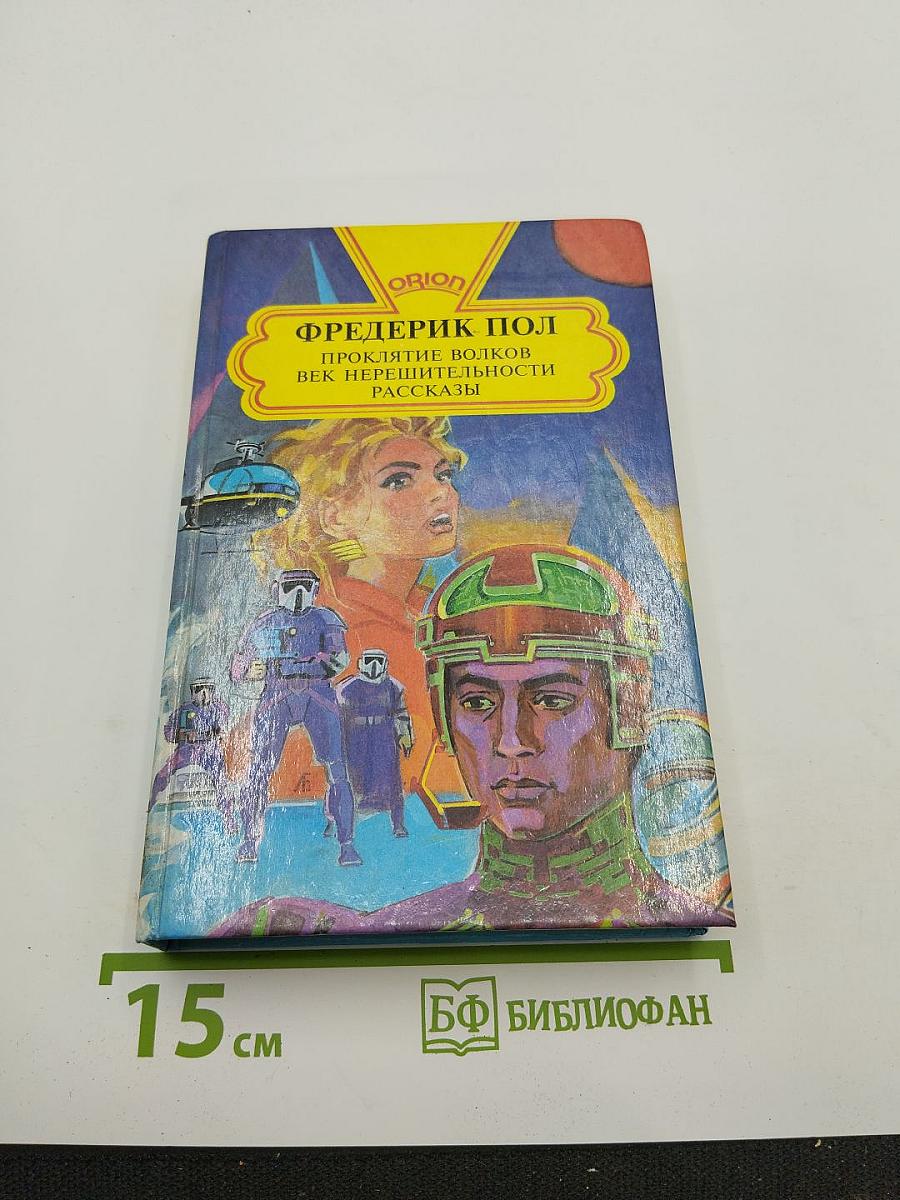 ORION
ФРЕДЕРИК ПОЛ
ПРОКЛЯТИЕ ВОЛКОВ
ВЕК НЕРЕШИТЕЛЬНОСТИ
РАССКАЗЫ
15 см
БФ БИБЛИОФАН